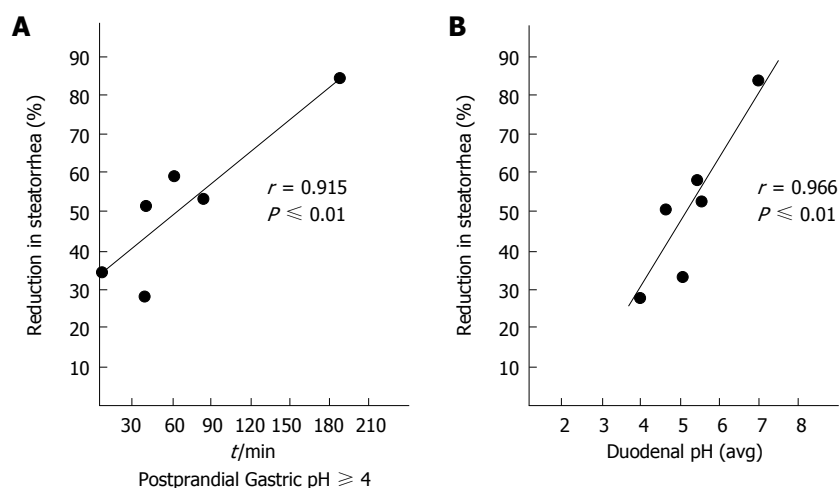 A
Reduction in steatorrhea (%)
90
80
70
60
50
40
30
20
10
r = 0.915
P ≤ 0.01
30 60 90 120 150 180 210
t/min
Postprandial Gastric pH ≥ 4
B
Reduction in steatorrhea (%)
90
80
70
60
50
40
30
20
10
r = 0.966
P ≤ 0.01
2 3 4 5 6 7 8
Duodenal pH (avg)